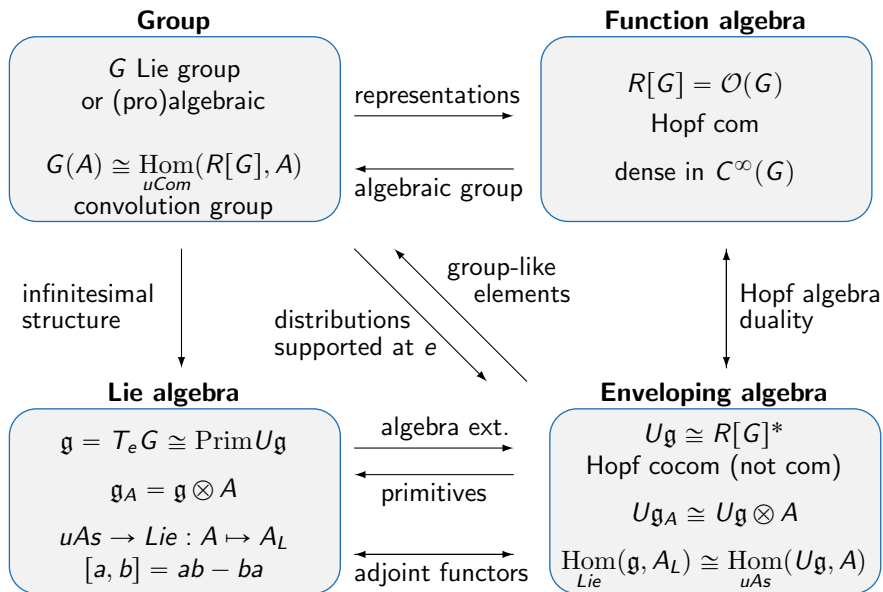 Group
G Lie group
or (pro)algebraic
G(A) ≅ Hom_{uCom}(R[G], A)
convolution group
representations
algebraic group
Function algebra
R[G] = 𝒪(G)
Hopf com
dense in C^∞(G)
infinitesimal
structure
distributions
supported at e
group-like
elements
Hopf algebra
duality
Lie algebra
𝔤 = T_eG ≅ PrimU𝔤
𝔤_A = 𝔤 ⊗ A
uAs → Lie : A ↦ A_L
[a, b] = ab − ba
algebra ext.
primitives
adjoint functors
Enveloping algebra
U𝔤 ≅ R[G]*
Hopf cocom (not com)
U𝔤_A ≅ U𝔤 ⊗ A
Hom_{Lie}(𝔤, A_L) ≅ Hom_{uAs}(U𝔤, A)